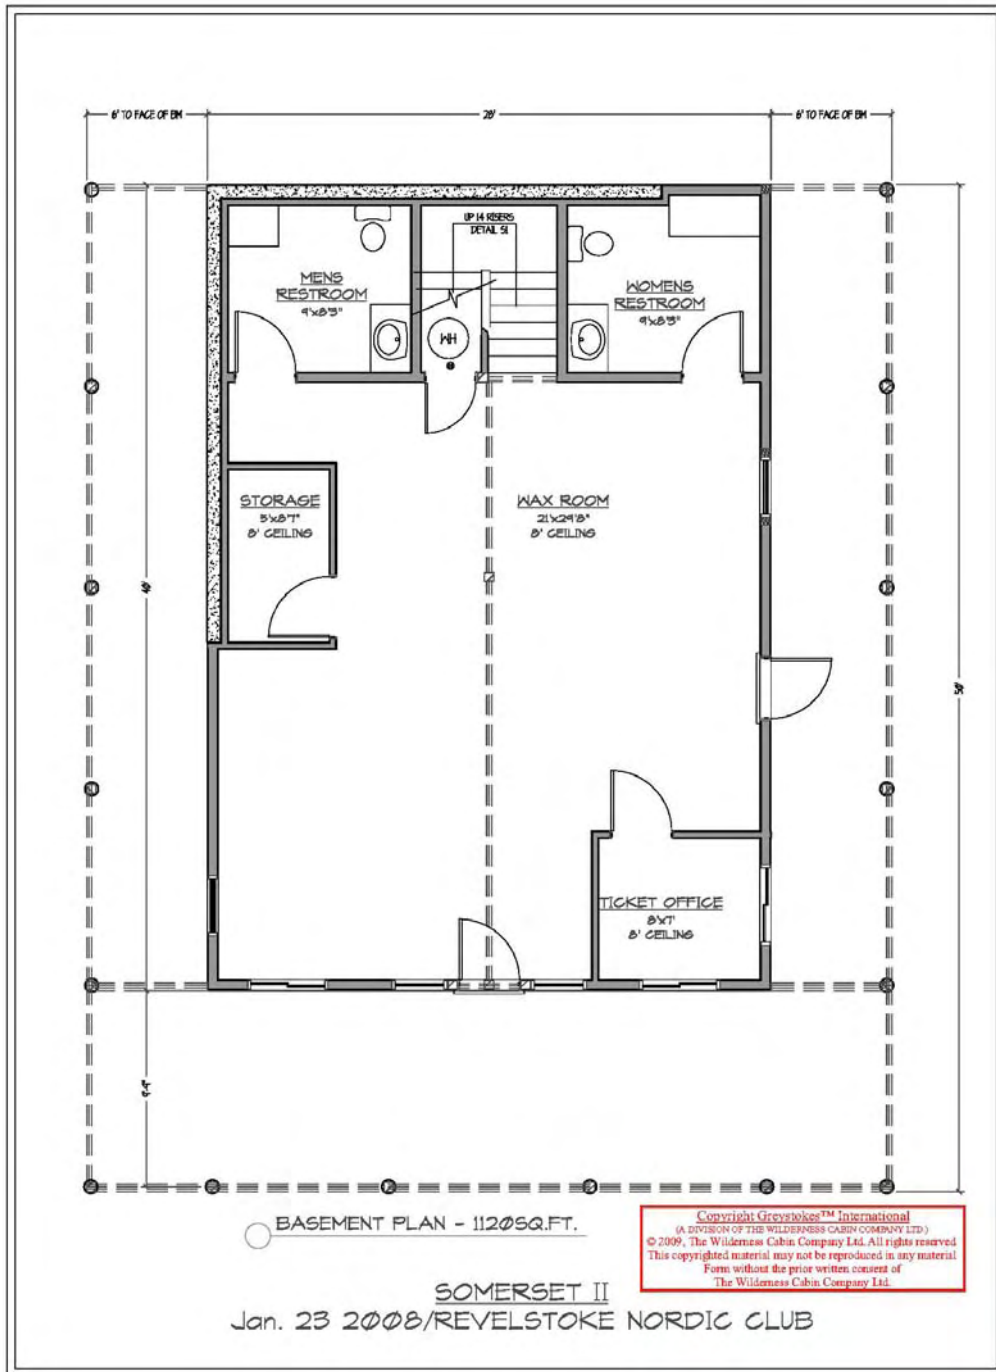 6' TO FACE OF BM
28'
6' TO FACE OF BM
UP 14 RISERS
DETAIL S1
MENS
RESTROOM
9'x8'3"
WOMENS
RESTROOM
9'x8'3"
WH
STORAGE
5'x8'7"
8' CEILING
WAX ROOM
21'x29'8"
8' CEILING
40'
50'
TICKET OFFICE
8'x7'
8' CEILING
BASEMENT PLAN - 1120SQ.FT.
Copyright Greystokes™ International
(A DIVISION OF THE WILDERNESS CABIN COMPANY LTD.)
© 2009, The Wilderness Cabin Company Ltd. All rights reserved
This copyrighted material may not be reproduced in any material
Form without the prior written consent of
The Wilderness Cabin Company Ltd.
SOMERSET II
Jan. 23 2008/REVELSTOKE NORDIC CLUB